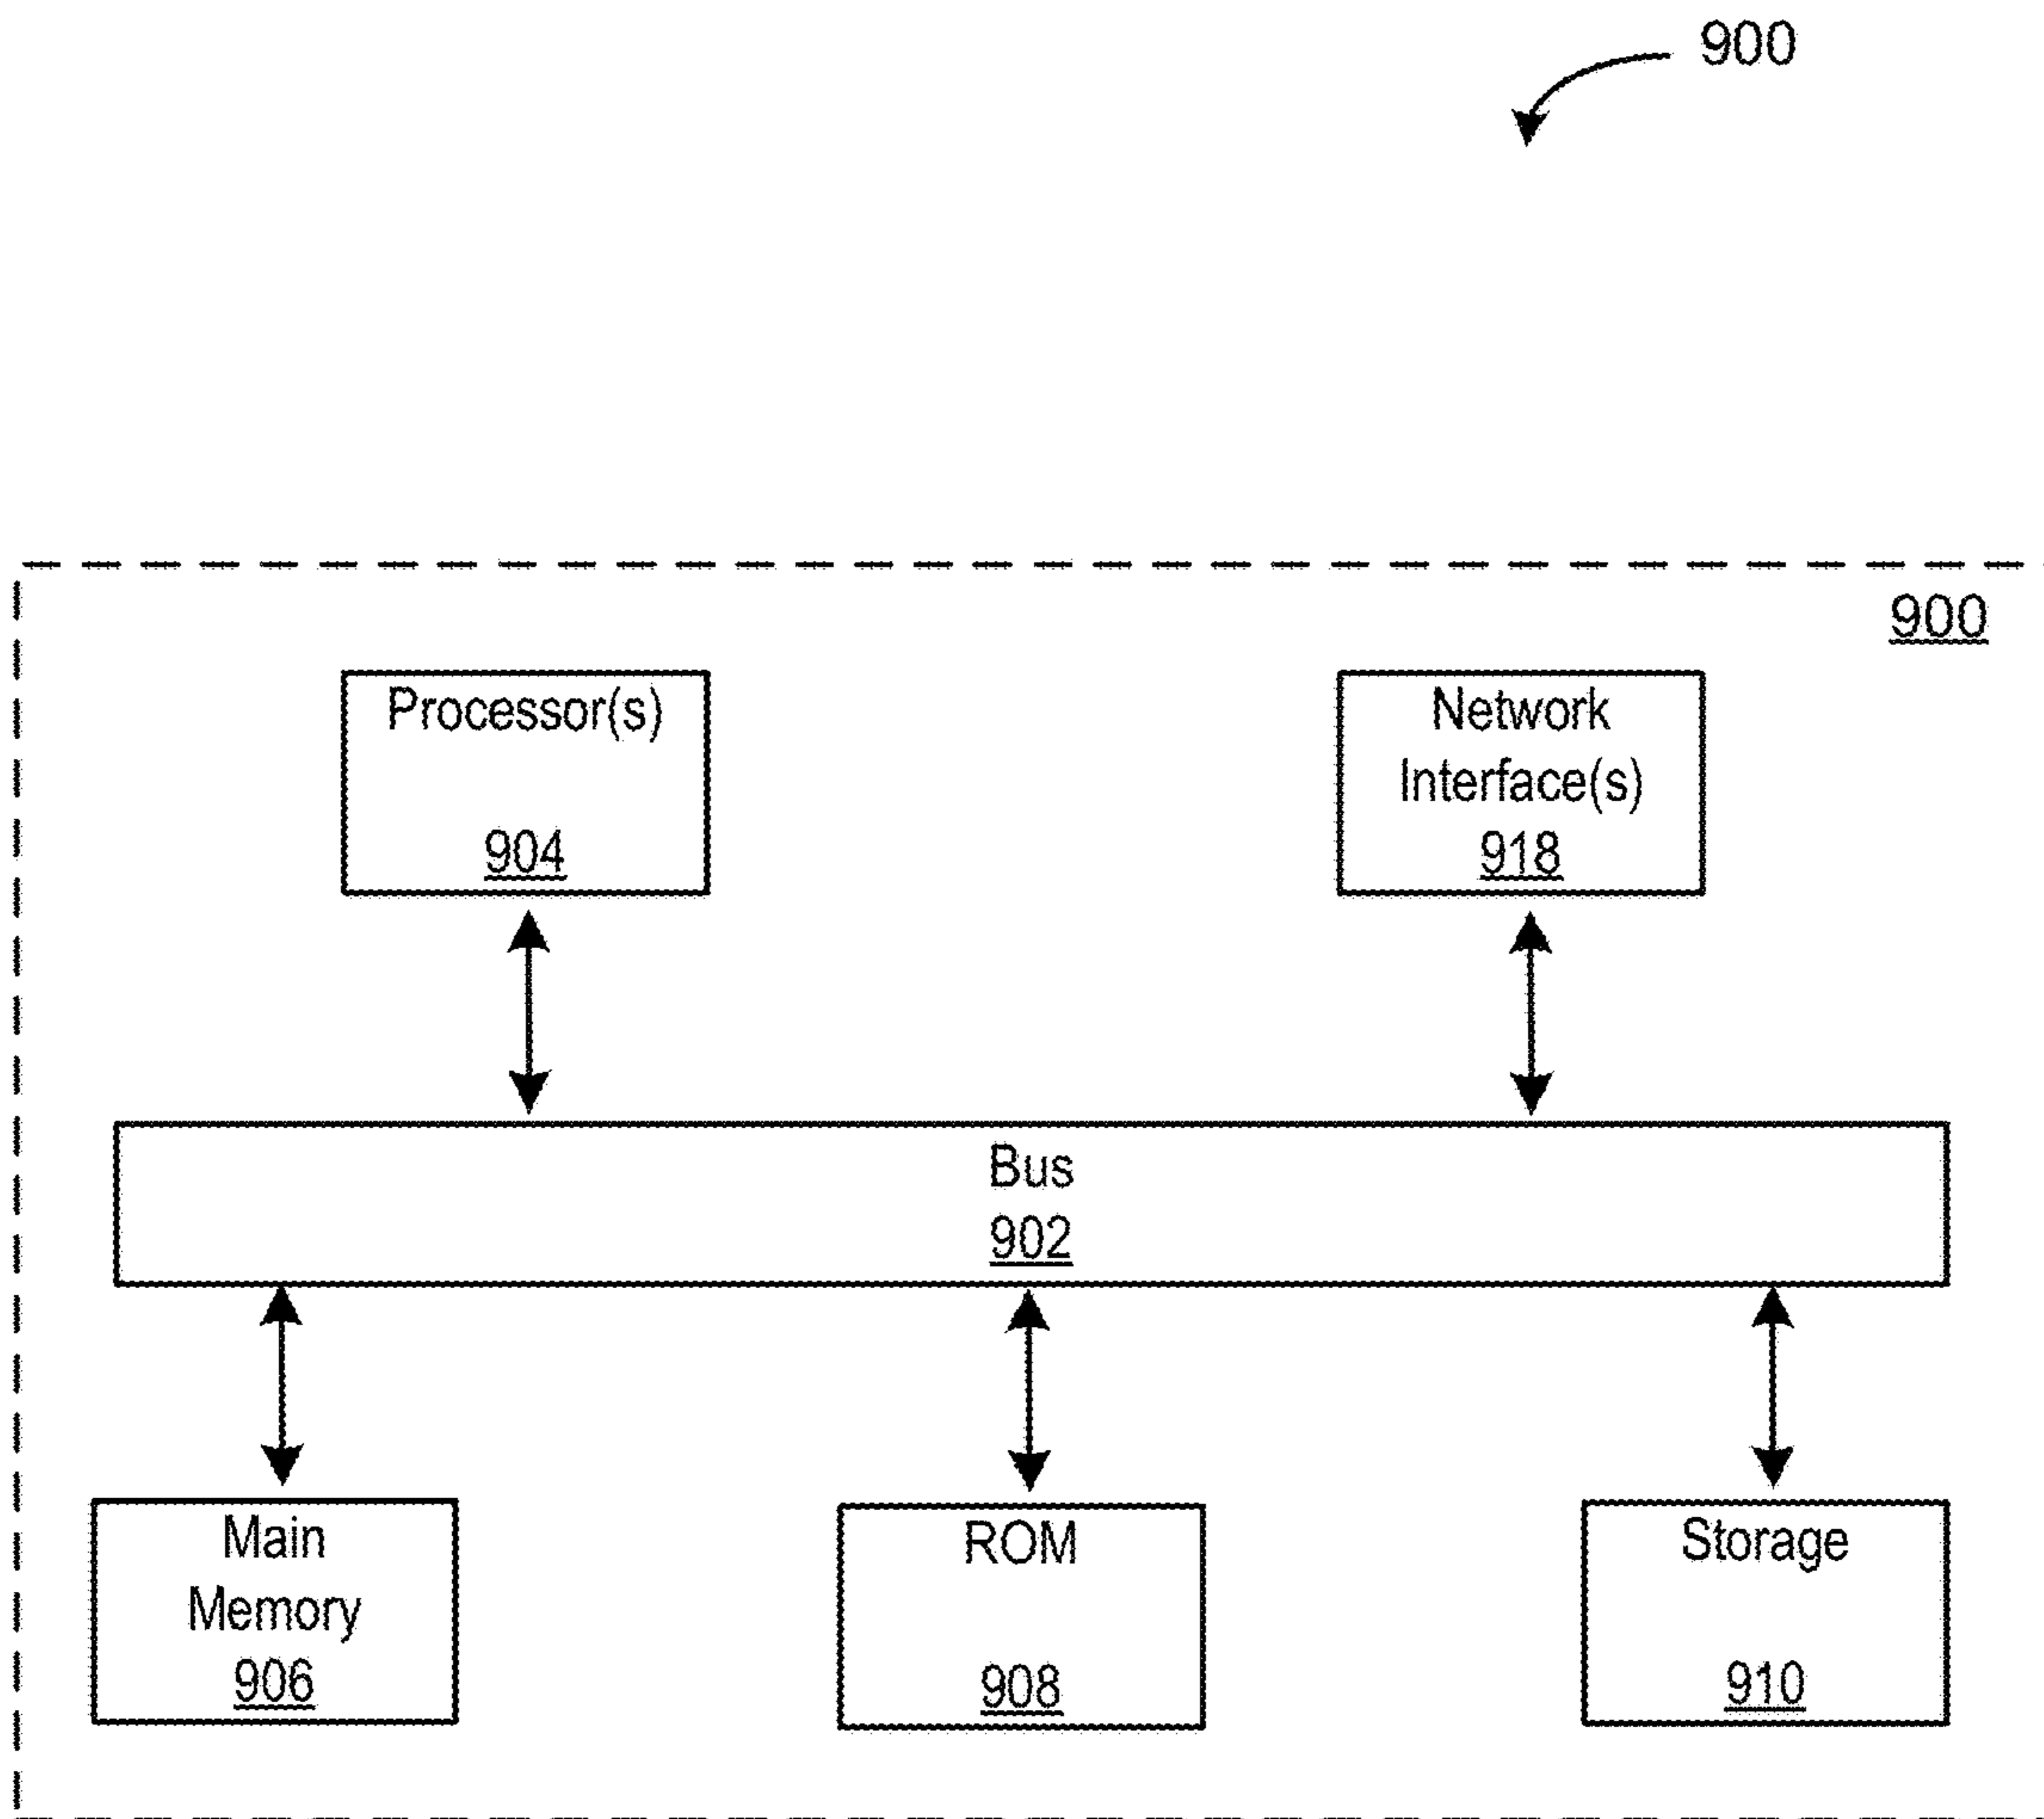 900
900
Processor(s)
904
Network
Interface(s)
918
Bus
902
Main
Memory
906
ROM
908
Storage
910